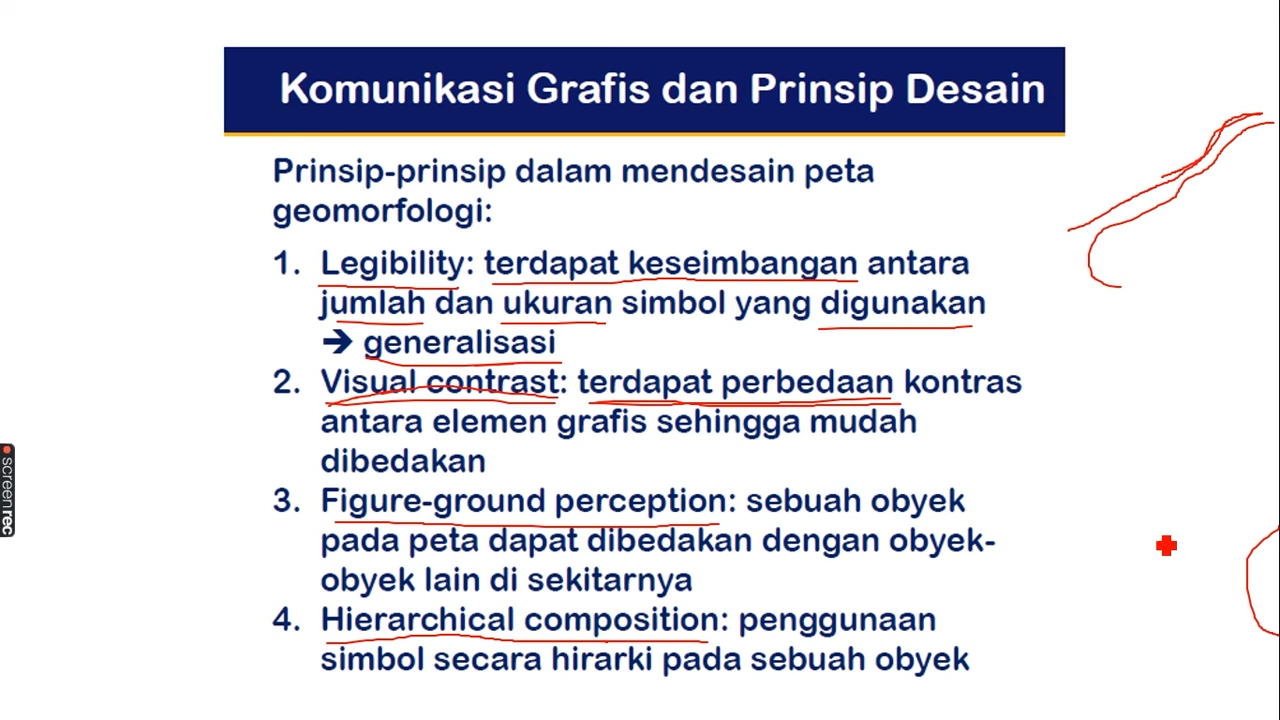 Komunikasi Grafis dan Prinsip Desain
Prinsip-prinsip dalam mendesain peta
geomorfologi:
1. Legibility: terdapat keseimbangan antara
jumlah dan ukuran simbol yang digunakan
➔ generalisasi
2. Visual contrast: terdapat perbedaan kontras
antara elemen grafis sehingga mudah
dibedakan
3. Figure-ground perception: sebuah obyek
pada peta dapat dibedakan dengan obyek-
obyek lain di sekitarnya
4. Hierarchical composition: penggunaan
simbol secara hirarki pada sebuah obyek
screenrec